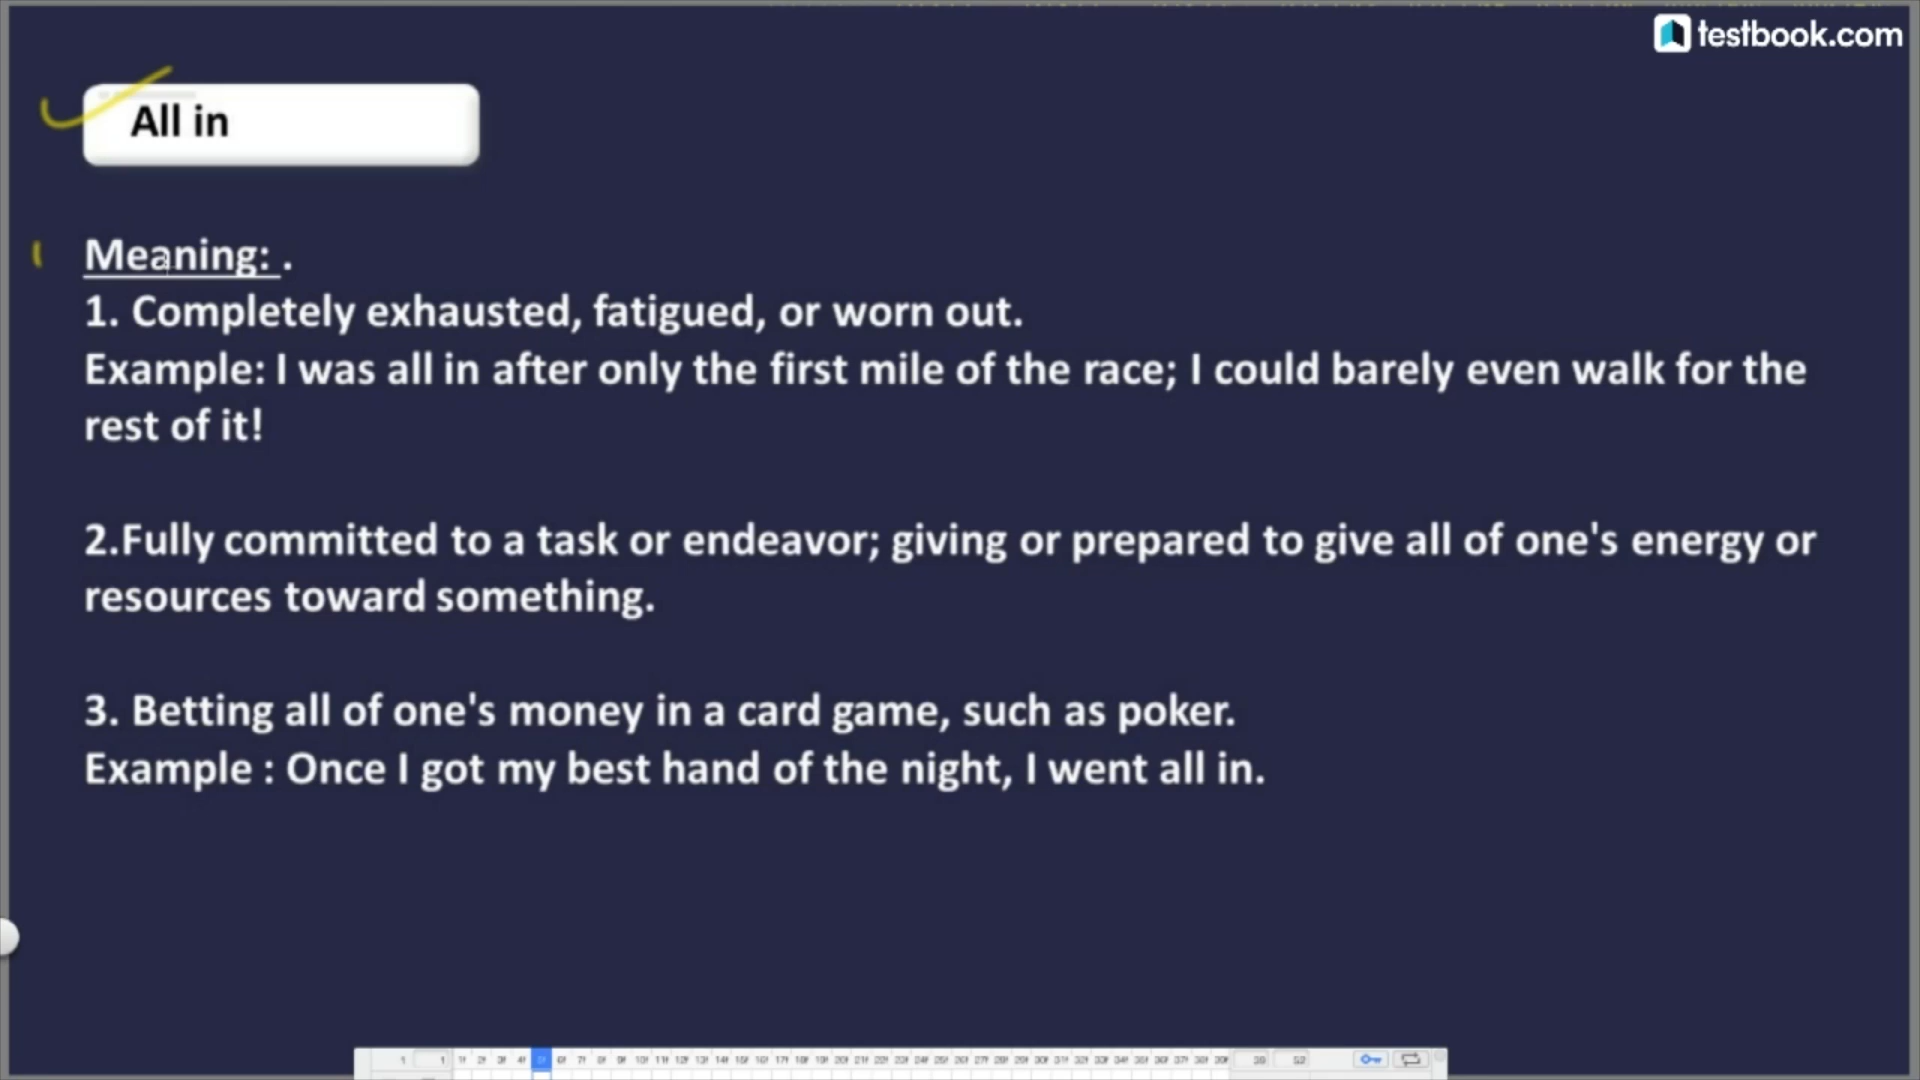 testbook.com
All in
Meaning: .
1. Completely exhausted, fatigued, or worn out.
Example: I was all in after only the first mile of the race; I could barely even walk for the
rest of it!
2.Fully committed to a task or endeavor; giving or prepared to give all of one's energy or
resources toward something.
3. Betting all of one's money in a card game, such as poker.
Example : Once I got my best hand of the night, I went all in.